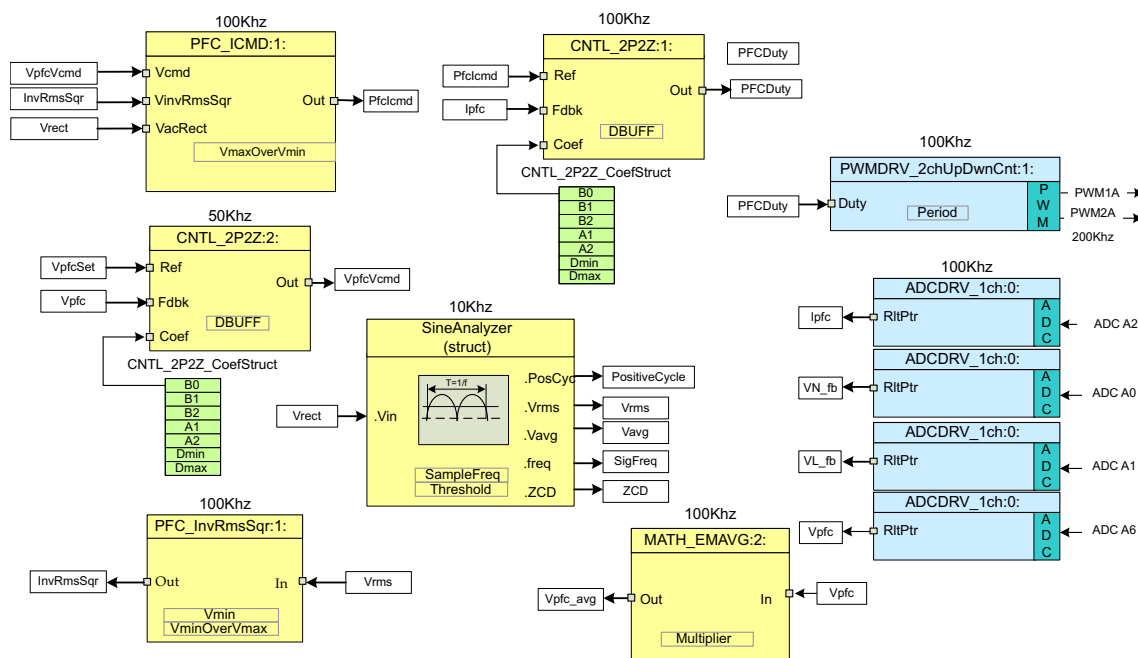 100Khz
PFC_ICMD:1:
VpfcVcmd
Vcmd
InvRmsSqr
VinvRmsSqr
Out
PfcIcmd
Vrect
VacRect
VmaxOverVmin
100Khz
CNTL_2P2Z:1:
PfcIcmd
Ref
Out
Ipfc
Fdbk
DBUFF
Coef
PFCDuty
PFCDuty
CNTL_2P2Z_CoefStruct
B0
B1
B2
A1
A2
Dmin
Dmax
100Khz
PWMDRV_2chUpDwnCnt:1:
PFCDuty
Duty
Period
P
W
M
PWM1A
PWM2A
200Khz
50Khz
CNTL_2P2Z:2:
VpfcSet
Ref
Out
VpfcVcmd
Vpfc
Fdbk
DBUFF
Coef
CNTL_2P2Z_CoefStruct
B0
B1
B2
A1
A2
Dmin
Dmax
10Khz
SineAnalyzer
(struct)
T=1/f
Vrect
.Vin
.PosCyc
PositiveCycle
.Vrms
Vrms
.Vavg
Vavg
.freq
SigFreq
.ZCD
ZCD
SampleFreq
Threshold
100Khz
ADCDRV_1ch:0:
Ipfc
RltPtr
A
D
C
ADC A2
ADCDRV_1ch:0:
VN_fb
RltPtr
A
D
C
ADC A0
ADCDRV_1ch:0:
VL_fb
RltPtr
A
D
C
ADC A1
ADCDRV_1ch:0:
Vpfc
RltPtr
A
D
C
ADC A6
100Khz
PFC_InvRmsSqr:1:
InvRmsSqr
Out
In
Vrms
Vmin
VminOverVmax
100Khz
MATH_EMAVG:2:
Vpfc_avg
Out
In
Vpfc
Multiplier